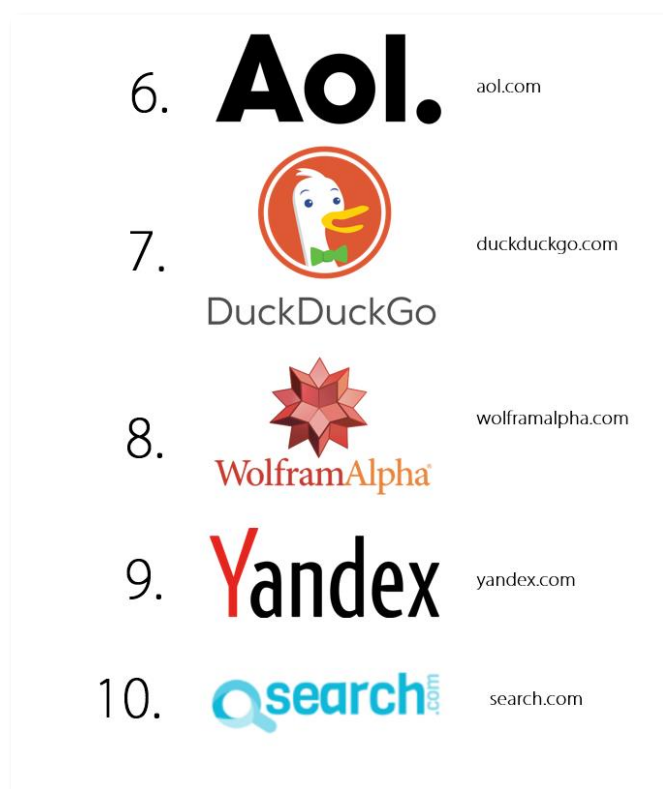 6. Aol. aol.com
7. DuckDuckGo duckduckgo.com
8. WolframAlpha wolframalpha.com
9. Yandex yandex.com
10. search.com search.com